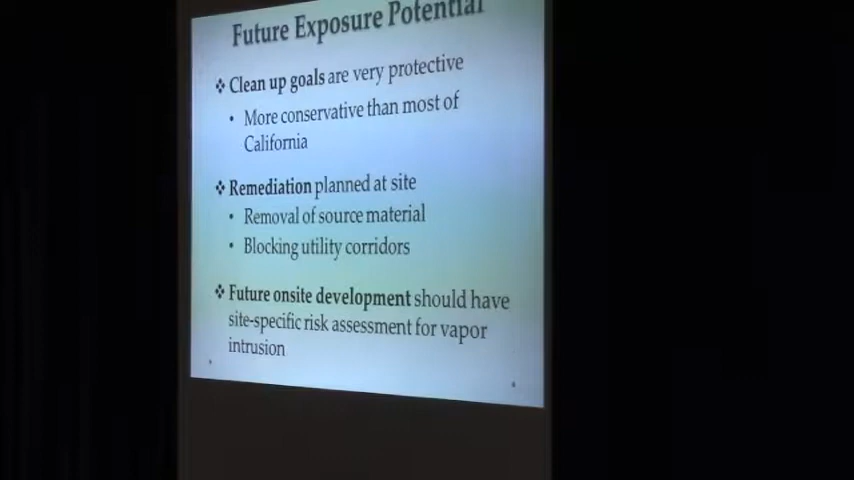 Future Exposure Potential
❖ Clean up goals are very protective
• More conservative than most of
California
❖ Remediation planned at site
• Removal of source material
• Blocking utility corridors
❖ Future onsite development should have
site-specific risk assessment for vapor
intrusion